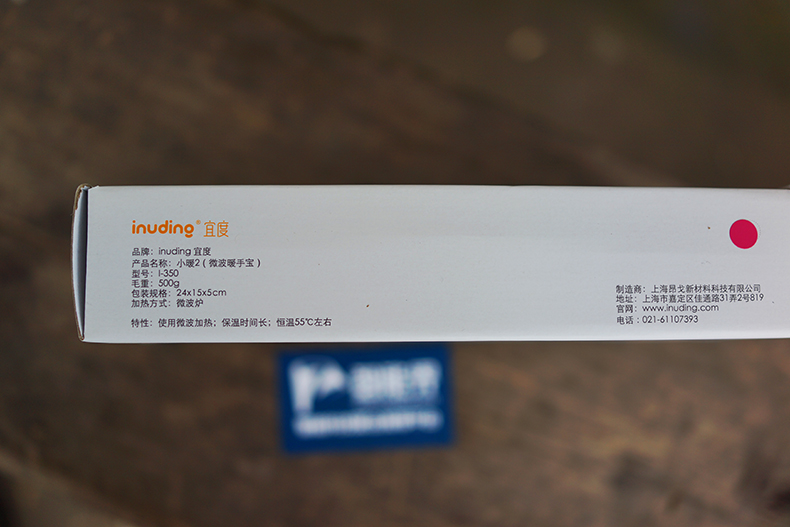 inuding® 宜度
品牌：inuding 宜度
产品名称：小暖2（微波暖手宝）
型号：I-350
毛重：500g
包装规格：24x15x5cm
加热方式：微波炉
特性：使用微波加热；保温时间长；恒温55℃左右
制造商：上海昂戈新材料科技有限公司
地址：上海市嘉定区佳通路31弄2号819
官网：www.inuding.com
电话：021-61107393